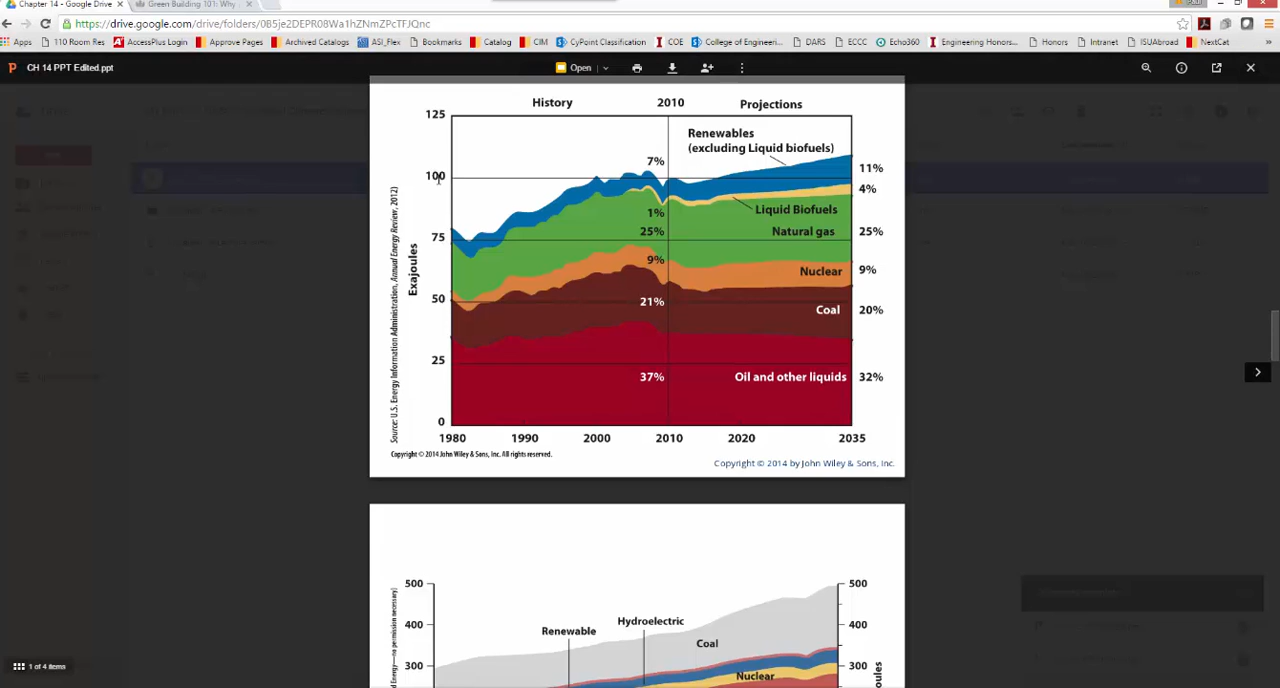 Chapter 14 - Google Drive
Green Building 101: Why
https://drive.google.com/drive/folders/0B5je2DEPR08Wa1hZNmZPcTFJQnc
Apps
110 Room Res
AccessPlus Login
Approve Pages
Archived Catalogs
ASI_Flex
Bookmarks
Catalog
CIM
CyPoint Classification
COE
College of Engineeri...
DARS
ECCC
Echo360
Engineering Honors...
Honors
Intranet
ISUAbroad
NextCat
P CH 14 PPT Edited.ppt
Open
History 2010 Projections
125
Renewables
(excluding Liquid biofuels)
7%
11%
100
4%
1%
Liquid Biofuels
25%
Natural gas
25%
75
9%
Nuclear
9%
50
21%
Coal
20%
25
37%
Oil and other liquids
32%
0
1980 1990 2000 2010 2020 2035
Exajoules
Source: U.S. Energy Information Administration, Annual Energy Review, 2012)
Copyright © 2014 John Wiley & Sons, Inc. All rights reserved.
Copyright © 2014 by John Wiley & Sons, Inc.
500 500
Hydroelectric
Renewable
400 400
Coal
300 300
Nuclear
Exajoules
d Energy—no permission necessary)
1 of 4 items